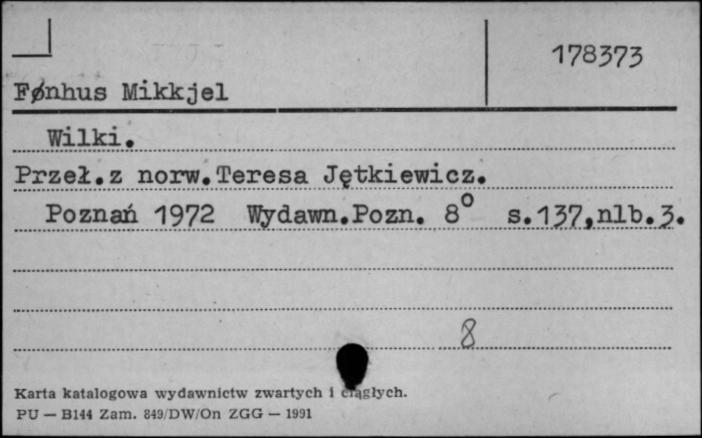 178373
Fønhus Mikkjel
Wilki.
Przeł.z norw.Teresa Jętkiewicz.
Poznań 1972 Wydawn.Pozn. 8° s.137,nlb.3.
8
Karta katalogowa wydawnictw zwartych i ciągłych.
PU — B144 Zam. 849/DW/On ZGG — 1991